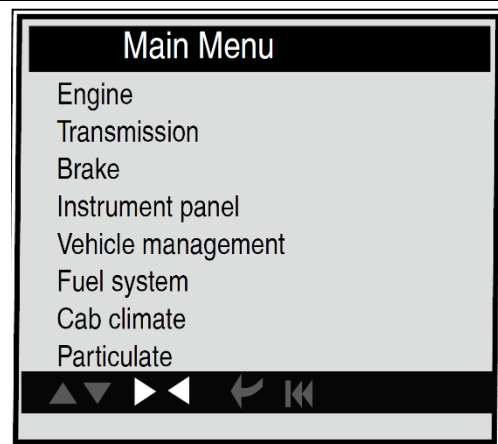 Main Menu
Engine
Transmission
Brake
Instrument panel
Vehicle management
Fuel system
Cab climate
Particulate